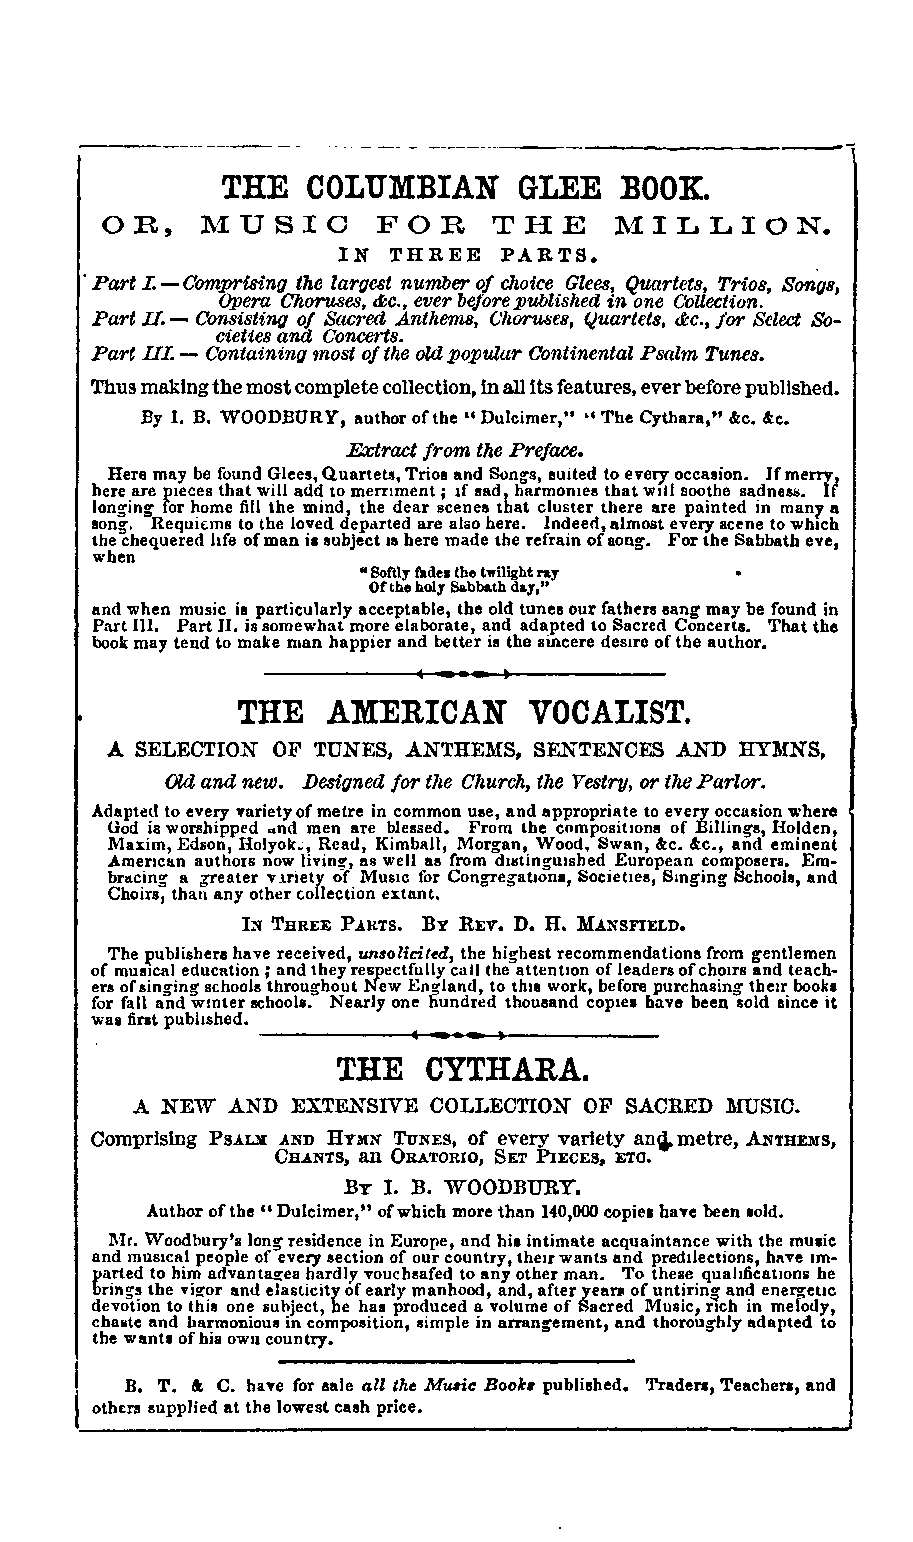 THE COLUMBIAN GLEE BOOK.
OR, MUSIC FOR THE MILLION.
IN THREE PARTS.
Part I.—Comprising the largest number of choice Glees, Quartets, Trios, Songs,
Opera Choruses, &c., ever before published in one Collection.
Part II.— Consisting of Sacred Anthems, Choruses, Quartets, &c., for Select So-
cieties and Concerts.
Part III.— Containing most of the old popular Continental Psalm Tunes.
Thus making the most complete collection, in all its features, ever before published.
By I. B. WOODBURY, author of the "Dulcimer," "The Cythara," &c. &c.
Extract from the Preface.
Here may be found Glees, Quartets, Trios and Songs, suited to every occasion. If merry,
here are pieces that will add to merriment; if sad, harmonies that will soothe sadness. If
longing for home fill the mind, the dear scenes that cluster there are painted in many a
song. Requiems to the loved departed are also here. Indeed, almost every scene to which
the chequered life of man is subject is here made the refrain of song. For the Sabbath eve,
when
"Softly fades the twilight ray
Of the holy Sabbath day,"
and when music is particularly acceptable, the old tunes our fathers sang may be found in
Part III. Part II. is somewhat more elaborate, and adapted to Sacred Concerts. That the
book may tend to make man happier and better is the sincere desire of the author.
THE AMERICAN VOCALIST.
A SELECTION OF TUNES, ANTHEMS, SENTENCES AND HYMNS,
Old and new. Designed for the Church, the Vestry, or the Parlor.
Adapted to every variety of metre in common use, and appropriate to every occasion where
God is worshipped and men are blessed. From the compositions of Billings, Holden,
Maxim, Edson, Holyoke, Read, Kimball, Morgan, Wood, Swan, &c. &c., and eminent
American authors now living, as well as from distinguished European composers. Em-
bracing a greater variety of Music for Congregations, Societies, Singing Schools, and
Choirs, than any other collection extant.
IN THREE PARTS. BY REV. D. H. MANSFIELD.
The publishers have received, unsolicited, the highest recommendations from gentlemen
of musical education; and they respectfully call the attention of leaders of choirs and teach-
ers of singing schools throughout New England, to this work, before purchasing their books
for fall and winter schools. Nearly one hundred thousand copies have been sold since it
was first published.
THE CYTHARA.
A NEW AND EXTENSIVE COLLECTION OF SACRED MUSIC.
Comprising PSALM AND HYMN TUNES, of every variety and metre, ANTHEMS,
CHANTS, an ORATORIO, SET PIECES, ETC.
BY I. B. WOODBURY.
Author of the "Dulcimer," of which more than 140,000 copies have been sold.
Mr. Woodbury's long residence in Europe, and his intimate acquaintance with the music
and musical people of every section of our country, their wants and predilections, have im-
parted to him advantages hardly vouchsafed to any other man. To these qualifications he
brings the vigor and elasticity of early manhood, and, after years of untiring and energetic
devotion to this one subject, he has produced a volume of Sacred Music, rich in melody,
chaste and harmonious in composition, simple in arrangement, and thoroughly adapted to
the wants of his own country.
B. T. & C. have for sale all the Music Books published. Traders, Teachers, and
others supplied at the lowest cash price.